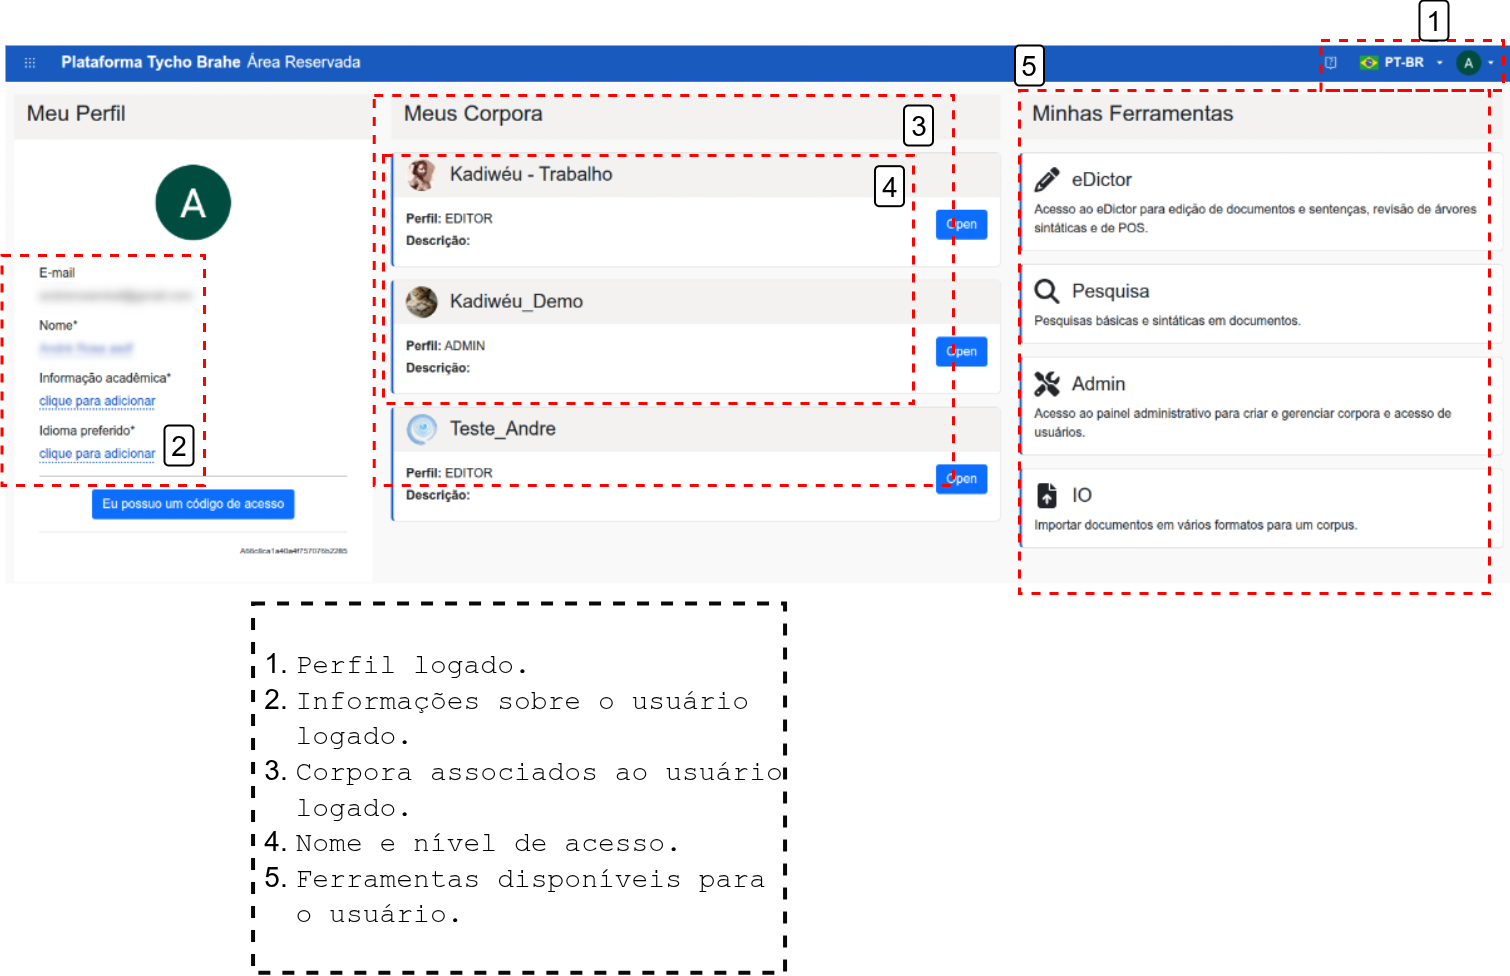 1
Plataforma Tycho Brahe Área Reservada
5
PT-BR
A
Meu Perfil
A
E-mail
Nome*
Informação acadêmica*
clique para adicionar
Idioma preferido*
clique para adicionar
2
Eu possuo um código de acesso
Meus Corpora
3
Kadiwéu - Trabalho
4
Perfil: EDITOR
Open
Descrição:
Kadiwéu_Demo
Perfil: ADMIN
Open
Descrição:
Teste_Andre
Perfil: EDITOR
Open
Descrição:
Minhas Ferramentas
eDictor
Acesso ao eDictor para edição de documentos e sentenças, revisão de árvores
sintáticas e de POS.
Pesquisa
Pesquisas básicas e sintáticas em documentos.
Admin
Acesso ao painel administrativo para criar e gerenciar corpora e acesso de
usuários.
IO
Importar documentos em vários formatos para um corpus.
1. Perfil logado.
2. Informações sobre o usuário
logado.
3. Corpora associados ao usuário
logado.
4. Nome e nível de acesso.
5. Ferramentas disponíveis para
o usuário.